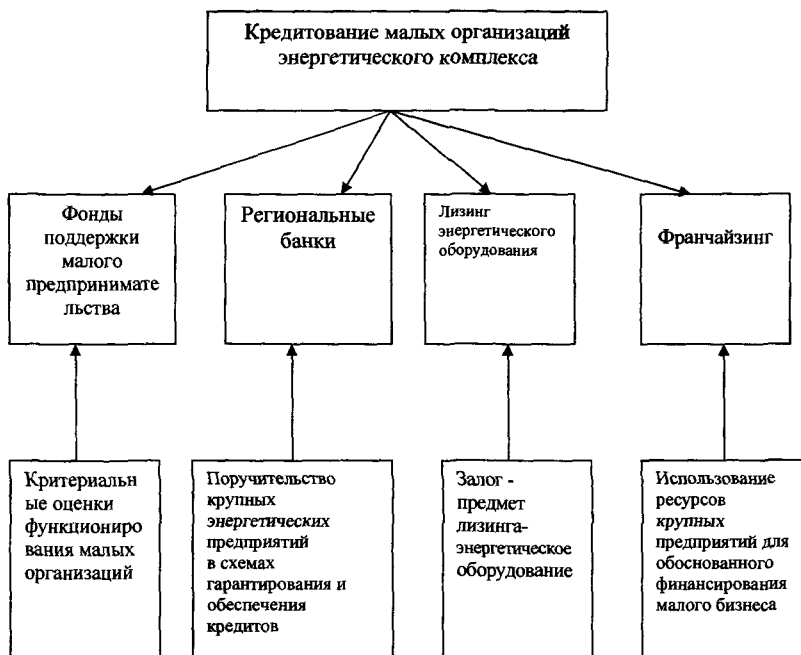 Кредитование малых организаций
энергетического комплекса
Фонды
поддержки
малого
предпринимате
льства
Региональные
банки
Лизинг
энергетического
оборудования
Франчайзинг
Критериальн
ые оценки
функциониро
вания малых
организаций
Поручительство
крупных
энергетических
предприятий
в схемах
гарантирования и
обеспечения
кредитов
Залог -
предмет
лизинга-
энергетическое
оборудование
Использование
ресурсов
крупных
предприятий для
обоснованного
финансирования
малого бизнеса